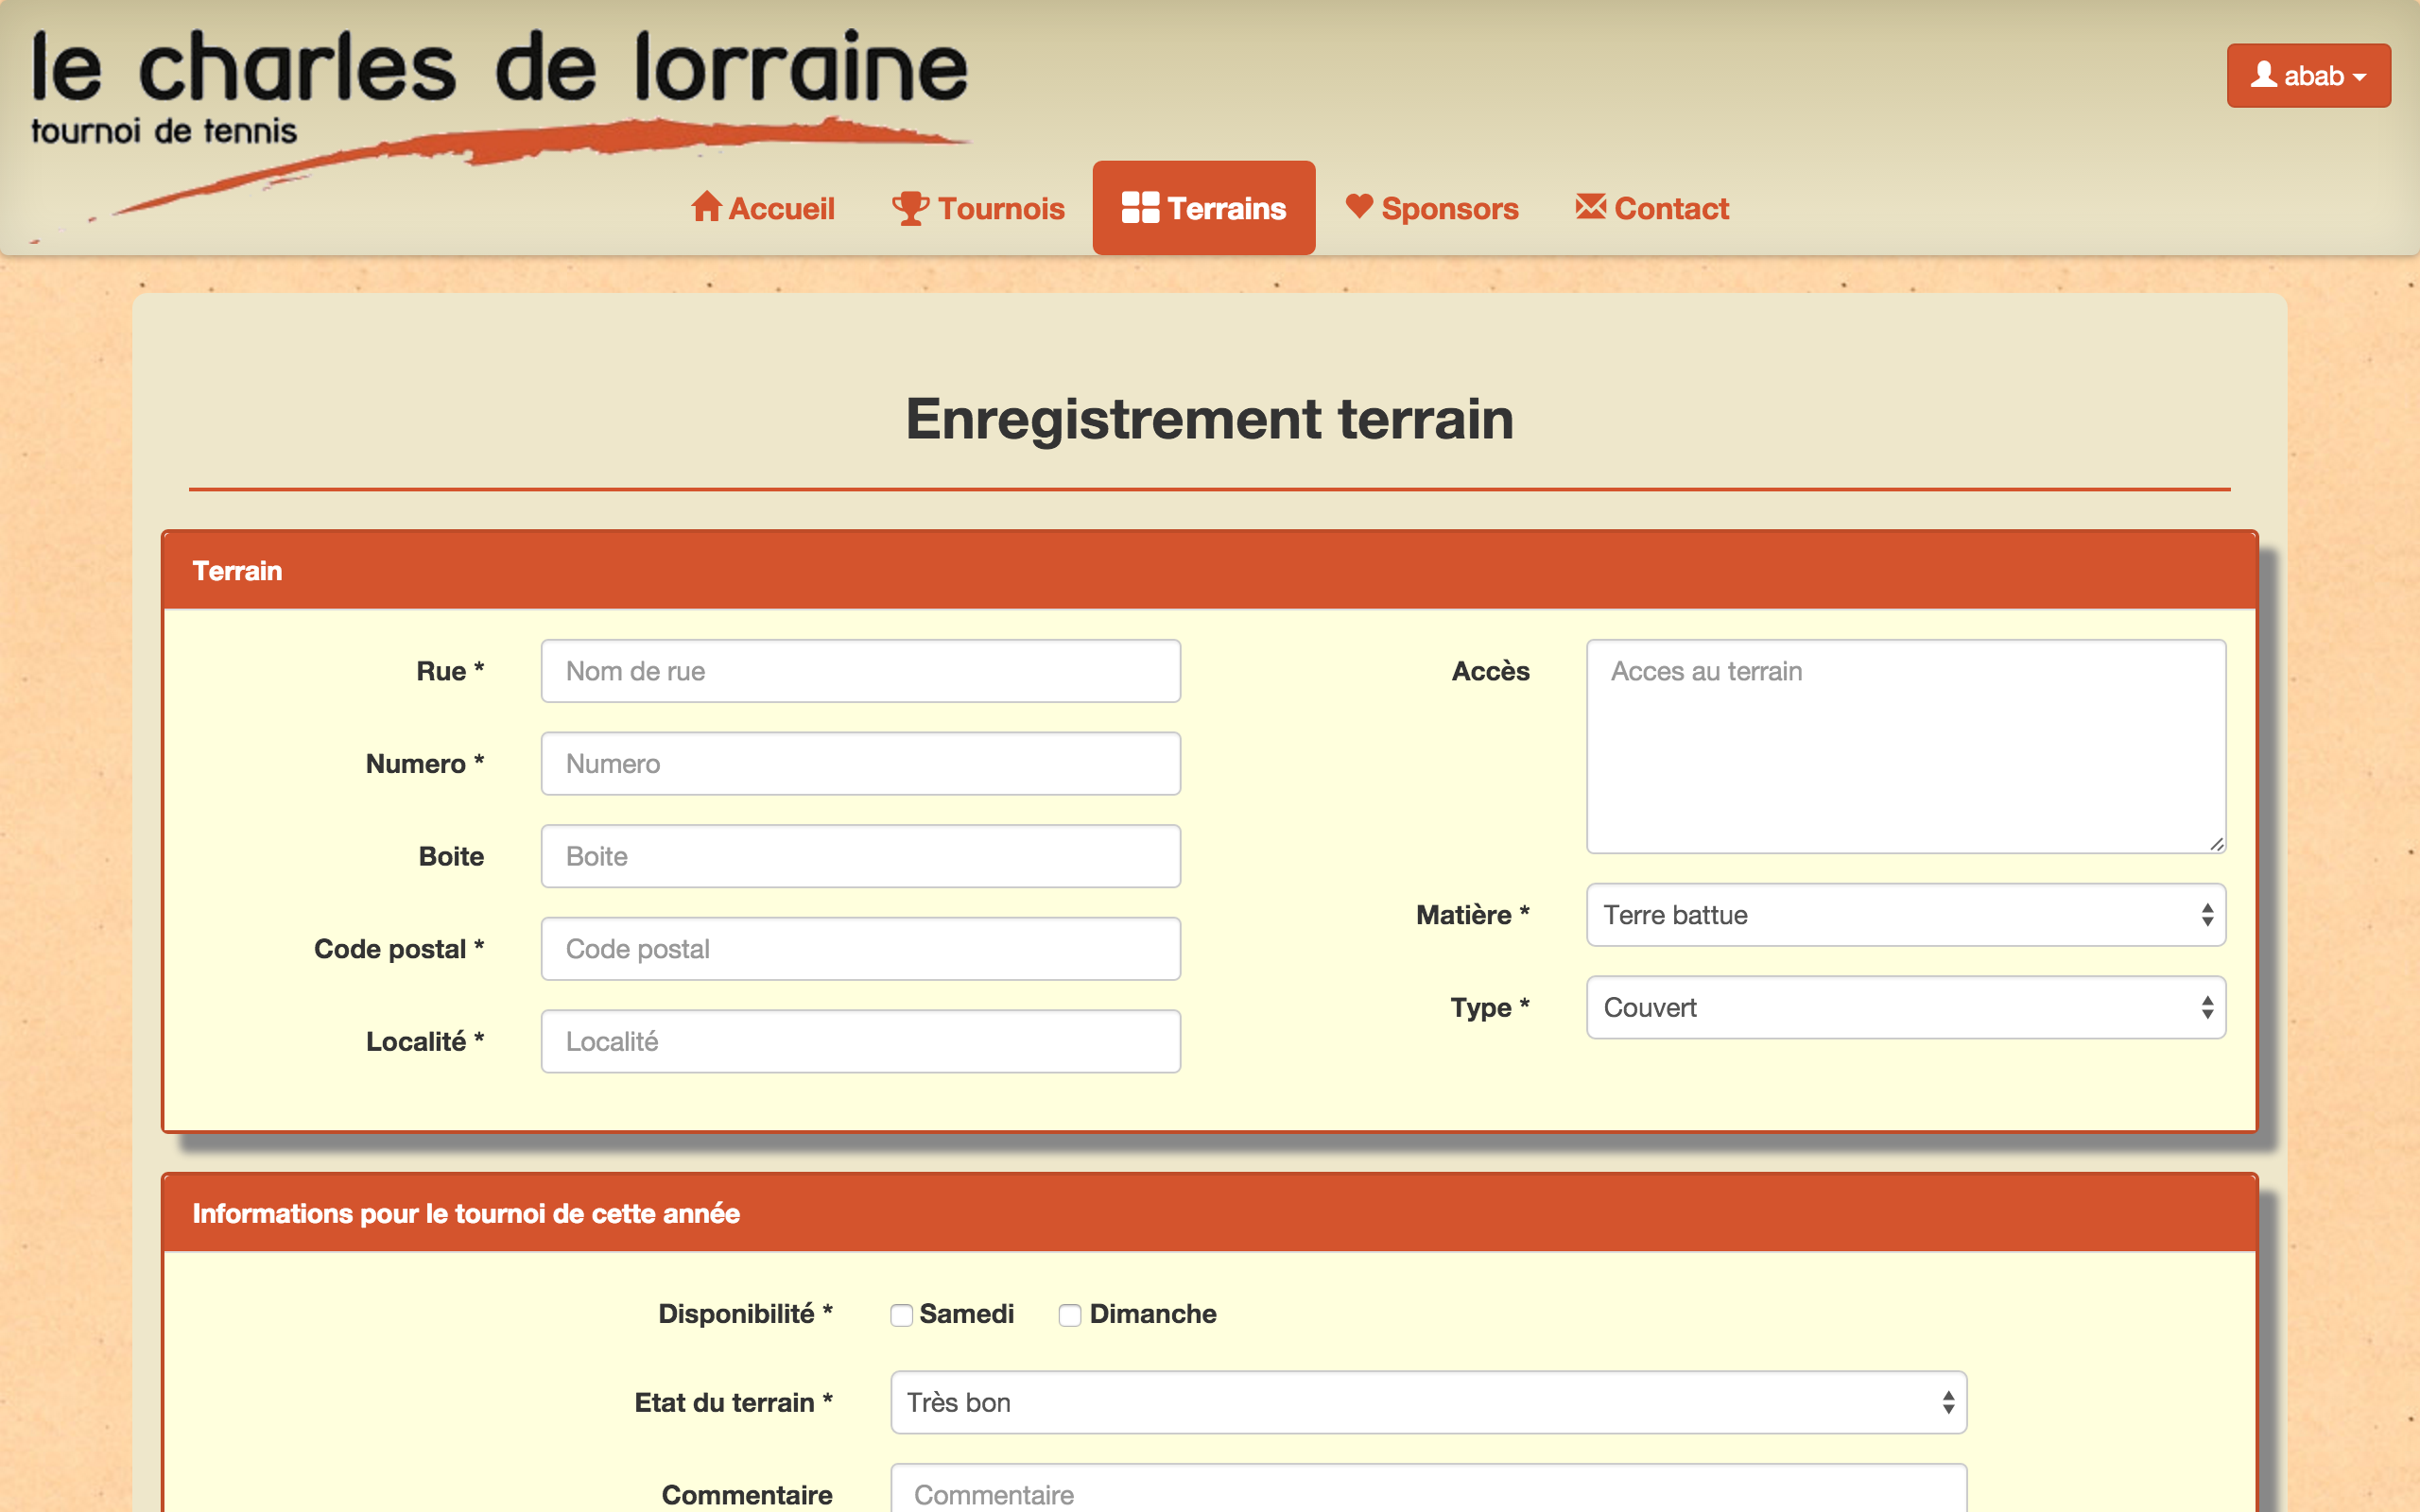 le charles de lorraine
tournoi de tennis
abab
Accueil Tournois Terrains Sponsors Contact
Enregistrement terrain
Terrain
Rue * Nom de rue
Numero * Numero
Boite Boite
Code postal * Code postal
Localité * Localité
Accès Acces au terrain
Matière * Terre battue
Type * Couvert
Informations pour le tournoi de cette année
Disponibilité * Samedi Dimanche
Etat du terrain * Très bon
Commentaire Commentaire